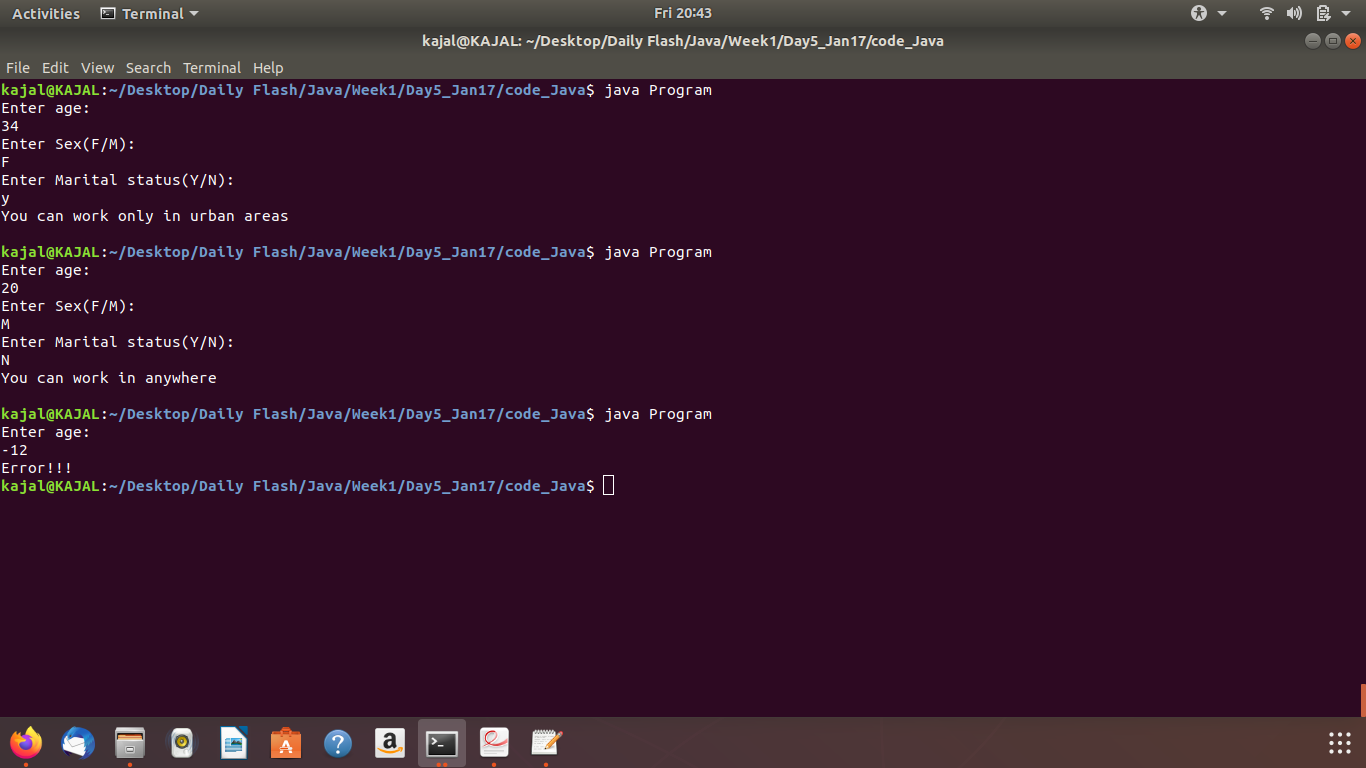 Activities Terminal Fri 20:43
kajal@KAJAL: ~/Desktop/Daily Flash/Java/Week1/Day5_Jan17/code_Java
File Edit View Search Terminal Help
kajal@KAJAL:~/Desktop/Daily Flash/Java/Week1/Day5_Jan17/code_Java$ java Program
Enter age:
34
Enter Sex(F/M):
F
Enter Marital status(Y/N):
y
You can work only in urban areas
kajal@KAJAL:~/Desktop/Daily Flash/Java/Week1/Day5_Jan17/code_Java$ java Program
Enter age:
20
Enter Sex(F/M):
M
Enter Marital status(Y/N):
N
You can work in anywhere
kajal@KAJAL:~/Desktop/Daily Flash/Java/Week1/Day5_Jan17/code_Java$ java Program
Enter age:
-12
Error!!!
kajal@KAJAL:~/Desktop/Daily Flash/Java/Week1/Day5_Jan17/code_Java$